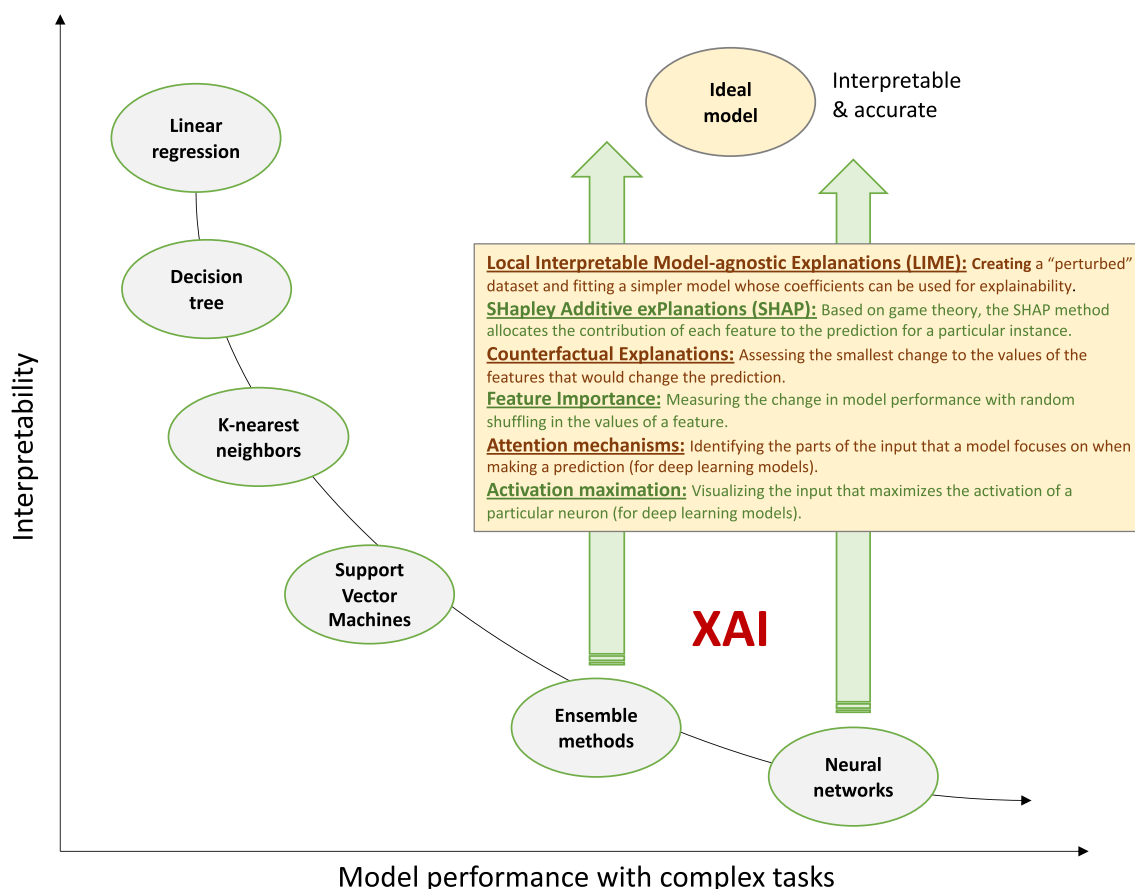 Linear
regression
Ideal
model
Interpretable
& accurate
Decision
tree
Local Interpretable Model-agnostic Explanations (LIME): Creating a “perturbed”
dataset and fitting a simpler model whose coefficients can be used for explainability.
SHapley Additive exPlanations (SHAP): Based on game theory, the SHAP method
allocates the contribution of each feature to the prediction for a particular instance.
Counterfactual Explanations: Assessing the smallest change to the values of the
features that would change the prediction.
Feature Importance: Measuring the change in model performance with random
shuffling in the values of a feature.
Attention mechanisms: Identifying the parts of the input that a model focuses on when
making a prediction (for deep learning models).
Activation maximation: Visualizing the input that maximizes the activation of a
particular neuron (for deep learning models).
Interpretability
K-nearest
neighbors
Support
Vector
Machines
XAI
Ensemble
methods
Neural
networks
Model performance with complex tasks